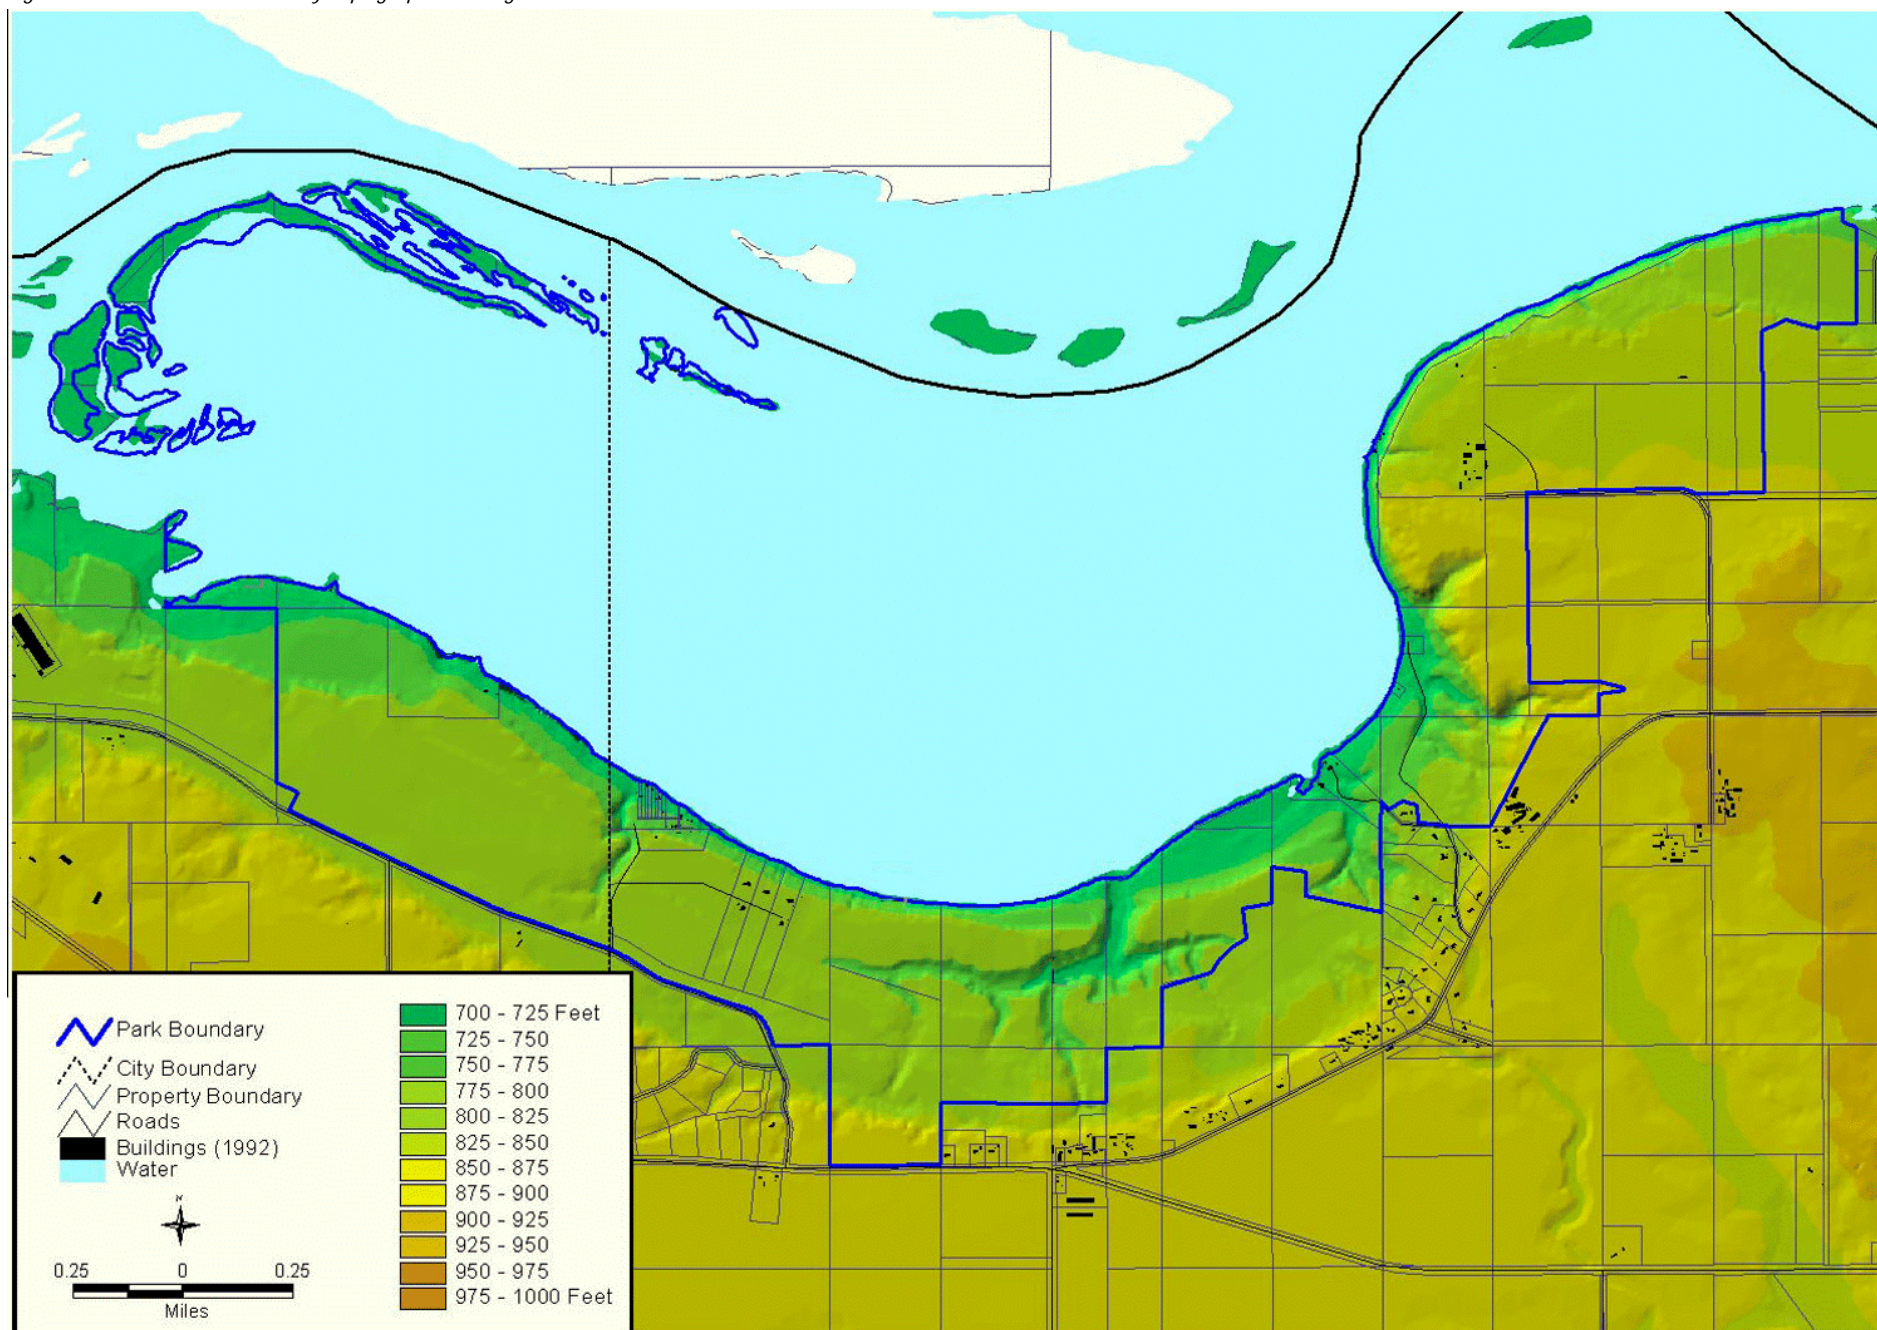 Park Boundary
City Boundary
Property Boundary
Roads
Buildings (1992)
Water
N
0.25 0 0.25
Miles
700 - 725 Feet
725 - 750
750 - 775
775 - 800
800 - 825
825 - 850
850 - 875
875 - 900
900 - 925
925 - 950
950 - 975
975 - 1000 Feet